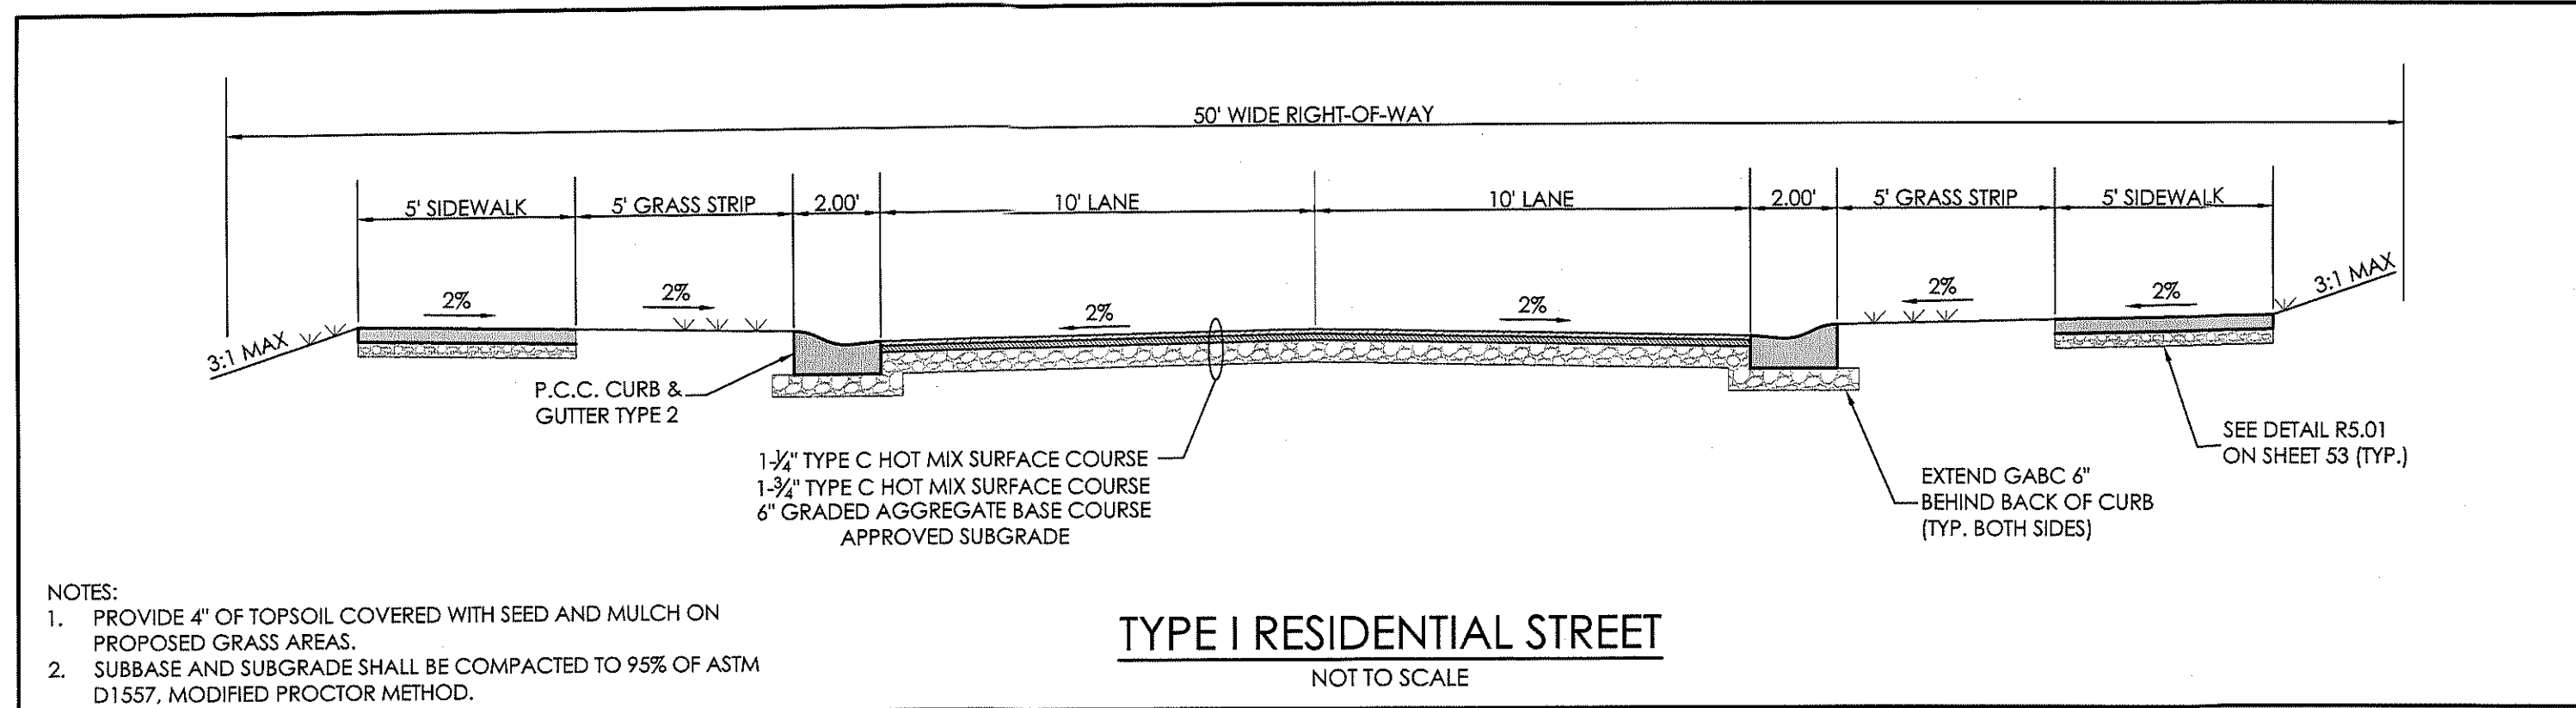 50' WIDE RIGHT-OF-WAY
5' SIDEWALK
5' GRASS STRIP
2.00'
10' LANE
10' LANE
2.00'
5' GRASS STRIP
5' SIDEWALK
2%
2%
2%
2%
2%
2%
3:1 MAX
3:1 MAX
P.C.C. CURB &
GUTTER TYPE 2
1-1/4" TYPE C HOT MIX SURFACE COURSE
1-3/4" TYPE C HOT MIX SURFACE COURSE
6" GRADED AGGREGATE BASE COURSE
APPROVED SUBGRADE
EXTEND GABC 6"
BEHIND BACK OF CURB
(TYP. BOTH SIDES)
SEE DETAIL R5.01
ON SHEET 53 (TYP.)
NOTES:
1. PROVIDE 4" OF TOPSOIL COVERED WITH SEED AND MULCH ON
PROPOSED GRASS AREAS.
2. SUBBASE AND SUBGRADE SHALL BE COMPACTED TO 95% OF ASTM
D1557, MODIFIED PROCTOR METHOD.
TYPE I RESIDENTIAL STREET
NOT TO SCALE